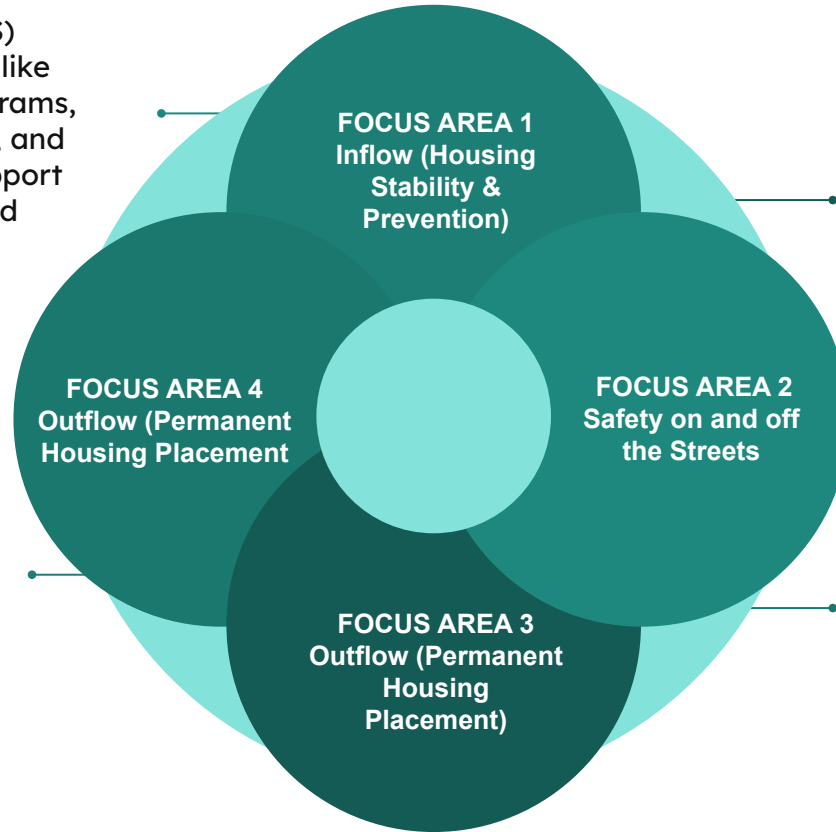 S)
like
rams,
, and
pport
d
FOCUS AREA 1
Inflow (Housing
Stability &
Prevention)
FOCUS AREA 4
Outflow (Permanent
Housing Placement
FOCUS AREA 2
Safety on and off
the Streets
FOCUS AREA 3
Outflow (Permanent
Housing
Placement)